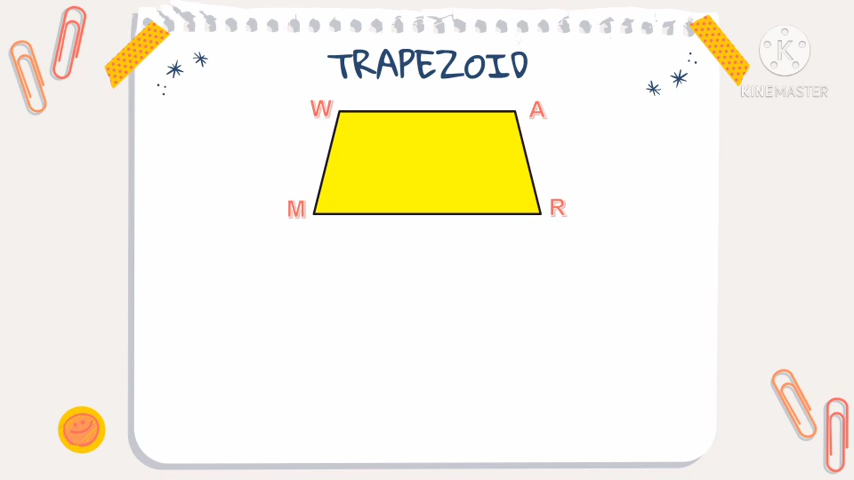 TRAPEZOID
K
KINEMASTER
W A
M R